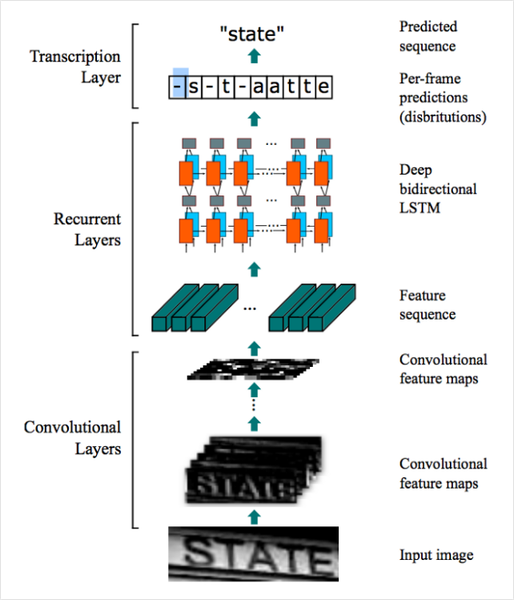 "state"
Predicted
sequence
Transcription
Layer
-s-t-aatte
Per-frame
predictions
(disbritutions)
Recurrent
Layers
...
...
Deep
bidirectional
LSTM
...
Feature
sequence
Convolutional
Layers
Convolutional
feature maps
STATE
Convolutional
feature maps
STATE
Input image